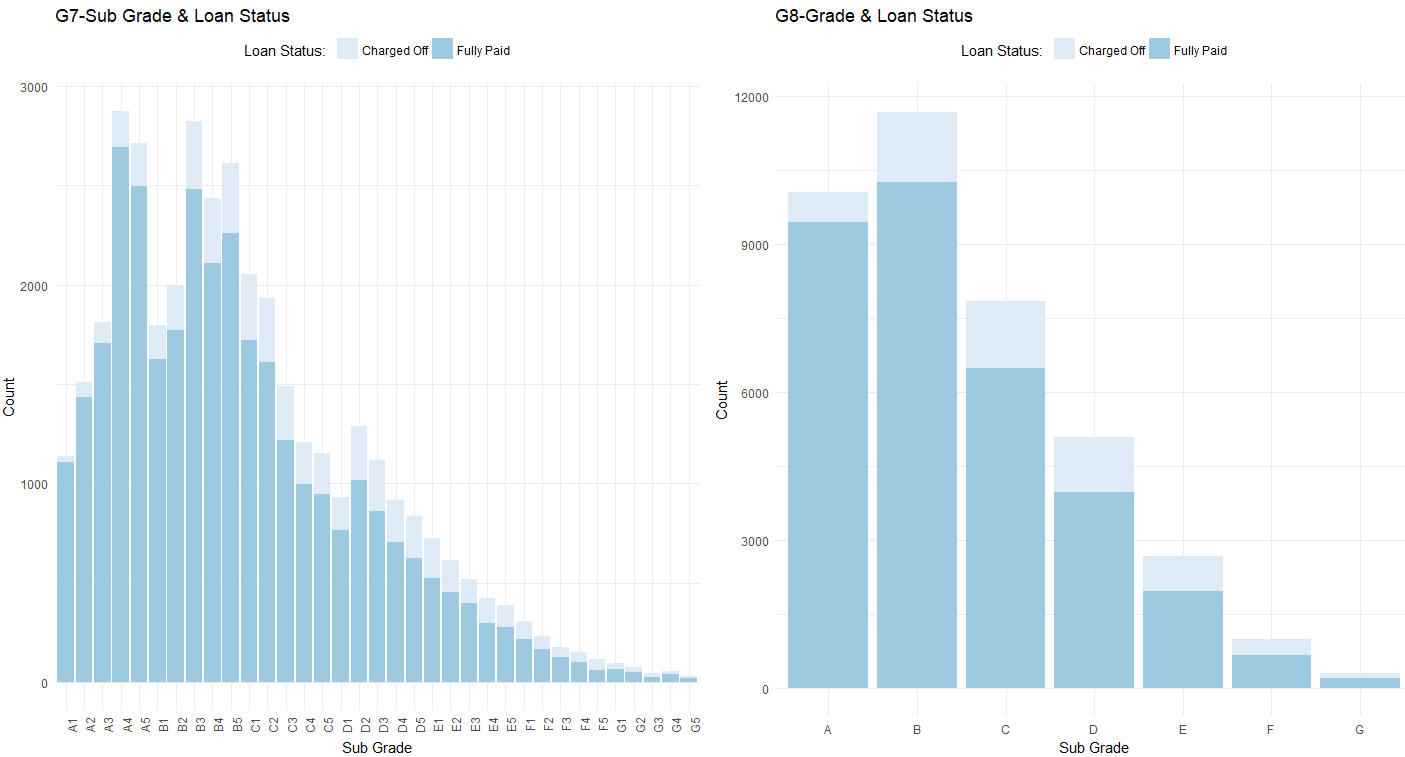 G7-Sub Grade & Loan Status
Loan Status: Charged Off Fully Paid
3000
2000
1000
0
Count
A1 A2 A3 A4 A5 B1 B2 B3 B4 B5 C1 C2 C3 C4 C5 D1 D2 D3 D4 D5 E1 E2 E3 E4 E5 F1 F2 F3 F4 F5 G1 G2 G3 G4 G5
Sub Grade
G8-Grade & Loan Status
Loan Status: Charged Off Fully Paid
12000
9000
6000
3000
0
Count
A B C D E F G
Sub Grade